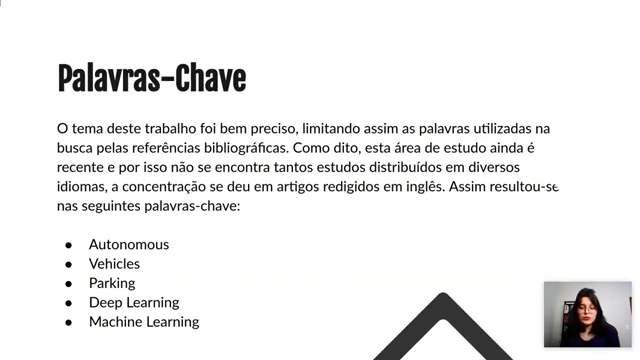 Palavras-Chave
O tema deste trabalho foi bem preciso, limitando assim as palavras utilizadas na
busca pelas referências bibliográficas. Como dito, esta área de estudo ainda é
recente e por isso não se encontra tantos estudos distribuídos em diversos
idiomas, a concentração se deu em artigos redigidos em inglês. Assim resultou-se
nas seguintes palavras-chave:
● Autonomous
● Vehicles
● Parking
● Deep Learning
● Machine Learning